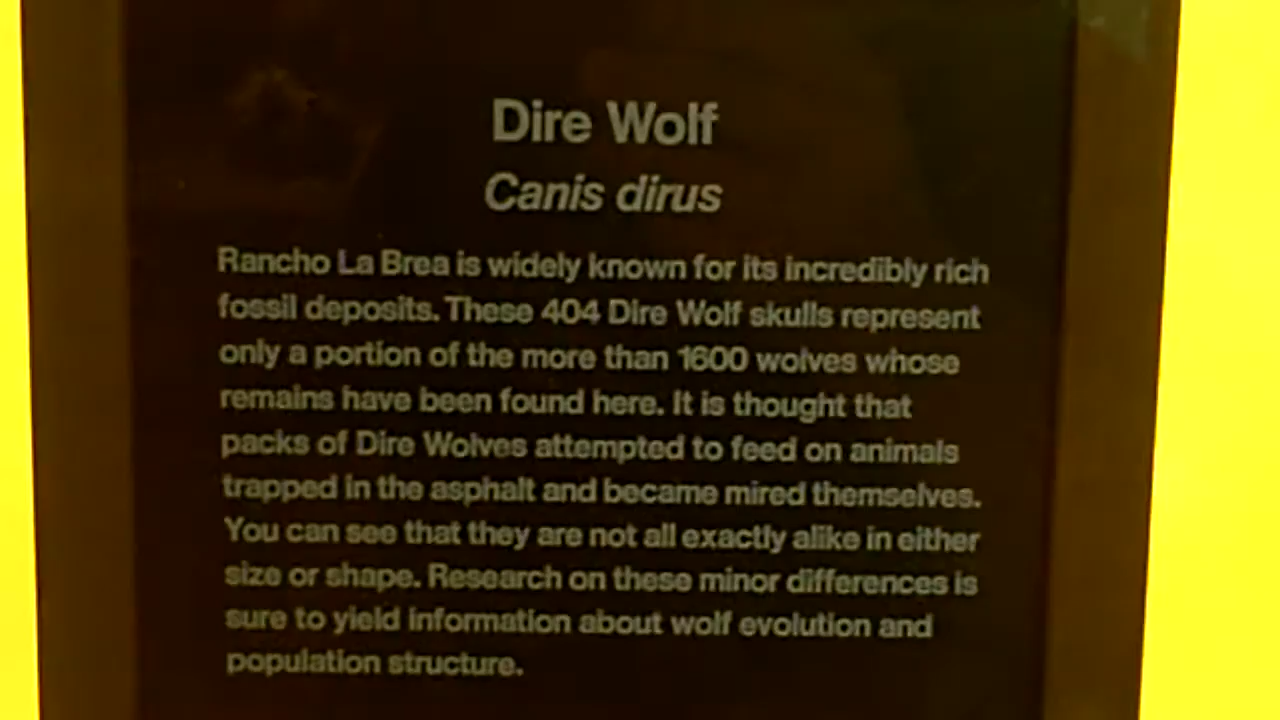 Dire Wolf
Canis dirus
Rancho La Brea is widely known for its incredibly rich
fossil deposits. These 404 Dire Wolf skulls represent
only a portion of the more than 1600 wolves whose
remains have been found here. It is thought that
packs of Dire Wolves attempted to feed on animals
trapped in the asphalt and became mired themselves.
You can see that they are not all exactly alike in either
size or shape. Research on these minor differences is
sure to yield information about wolf evolution and
population structure.